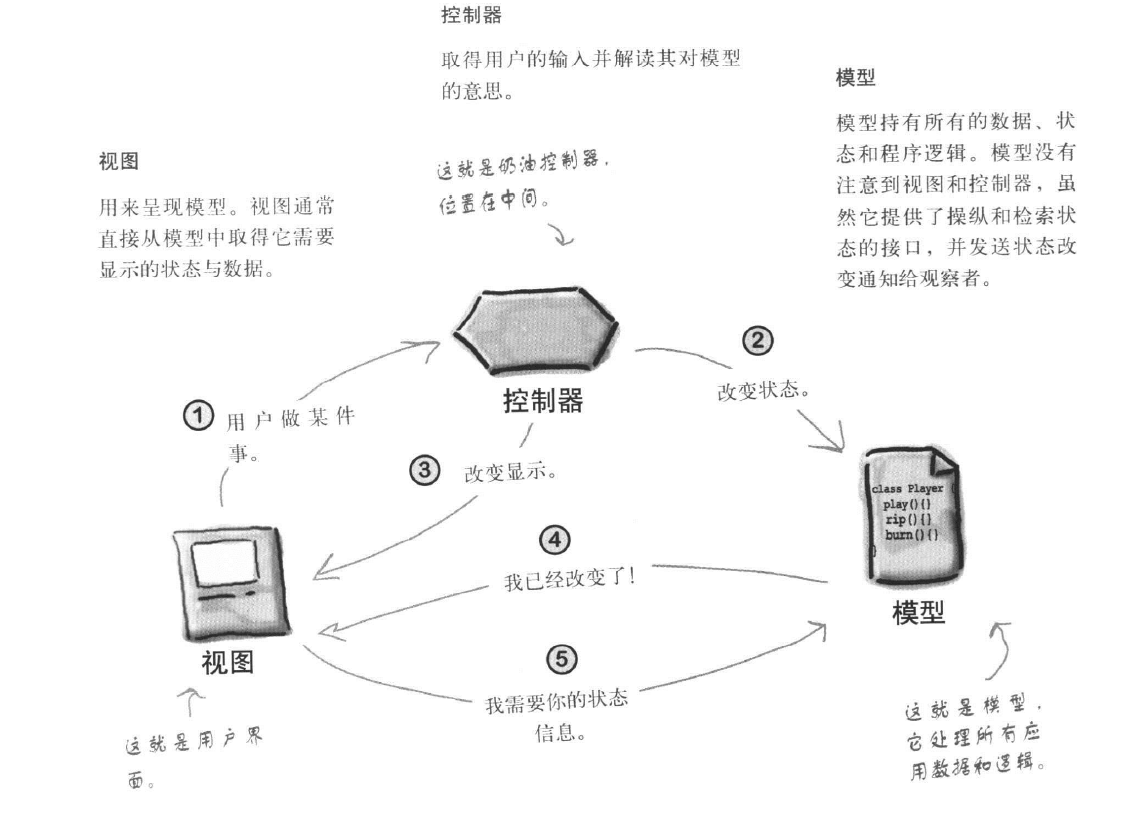 控制器
取得用户的输入并解读其对模型
的意思。
模型
模型持有所有的数据、状
态和程序逻辑。模型没有
注意到视图和控制器，虽
然它提供了操纵和检索状
态的接口，并发送状态改
变通知给观察者。
视图
用来呈现模型。视图通常
直接从模型中取得它需要
显示的状态与数据。
这就是奶油控制器，
位置在中间。
控制器
①
用户做某件
事。
②
改变状态。
③
改变显示。
class Player {
play(){}
rip(){}
burn(){}
}
模型
④
我已经改变了！
⑤
我需要你的状态
信息。
视图
这就是用户界
面。
这就是模型，
它处理所有应
用数据和逻辑。